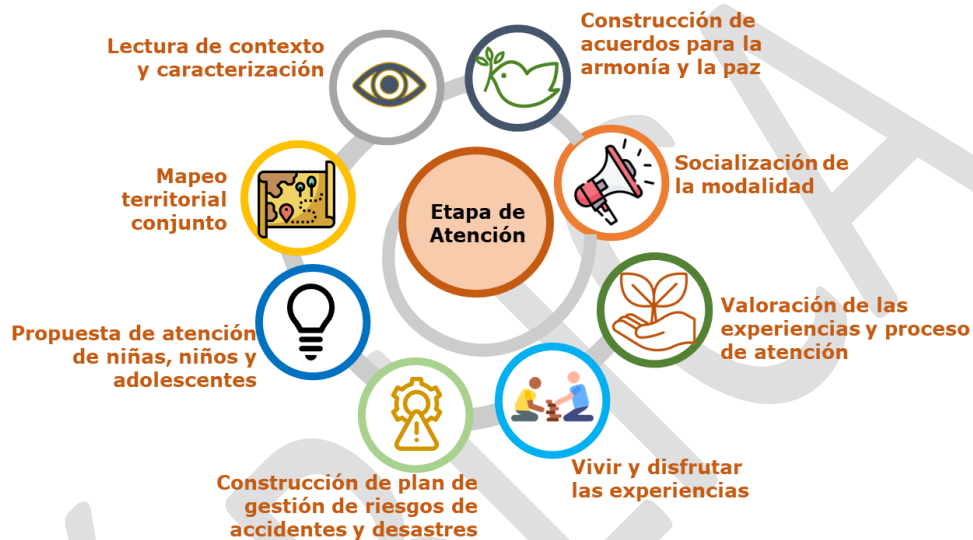 Construcción de
acuerdos para la
armonía y la paz
Lectura de contexto
y caracterización
Socialización de
la modalidad
Mapeo
territorial
conjunto
Etapa de
Atención
Valoración de las
experiencias y proceso
de atención
Propuesta de atención
de niñas, niños y
adolescentes
Vivir y disfrutar
las experiencias
Construcción de plan de
gestión de riesgos de
accidentes y desastres